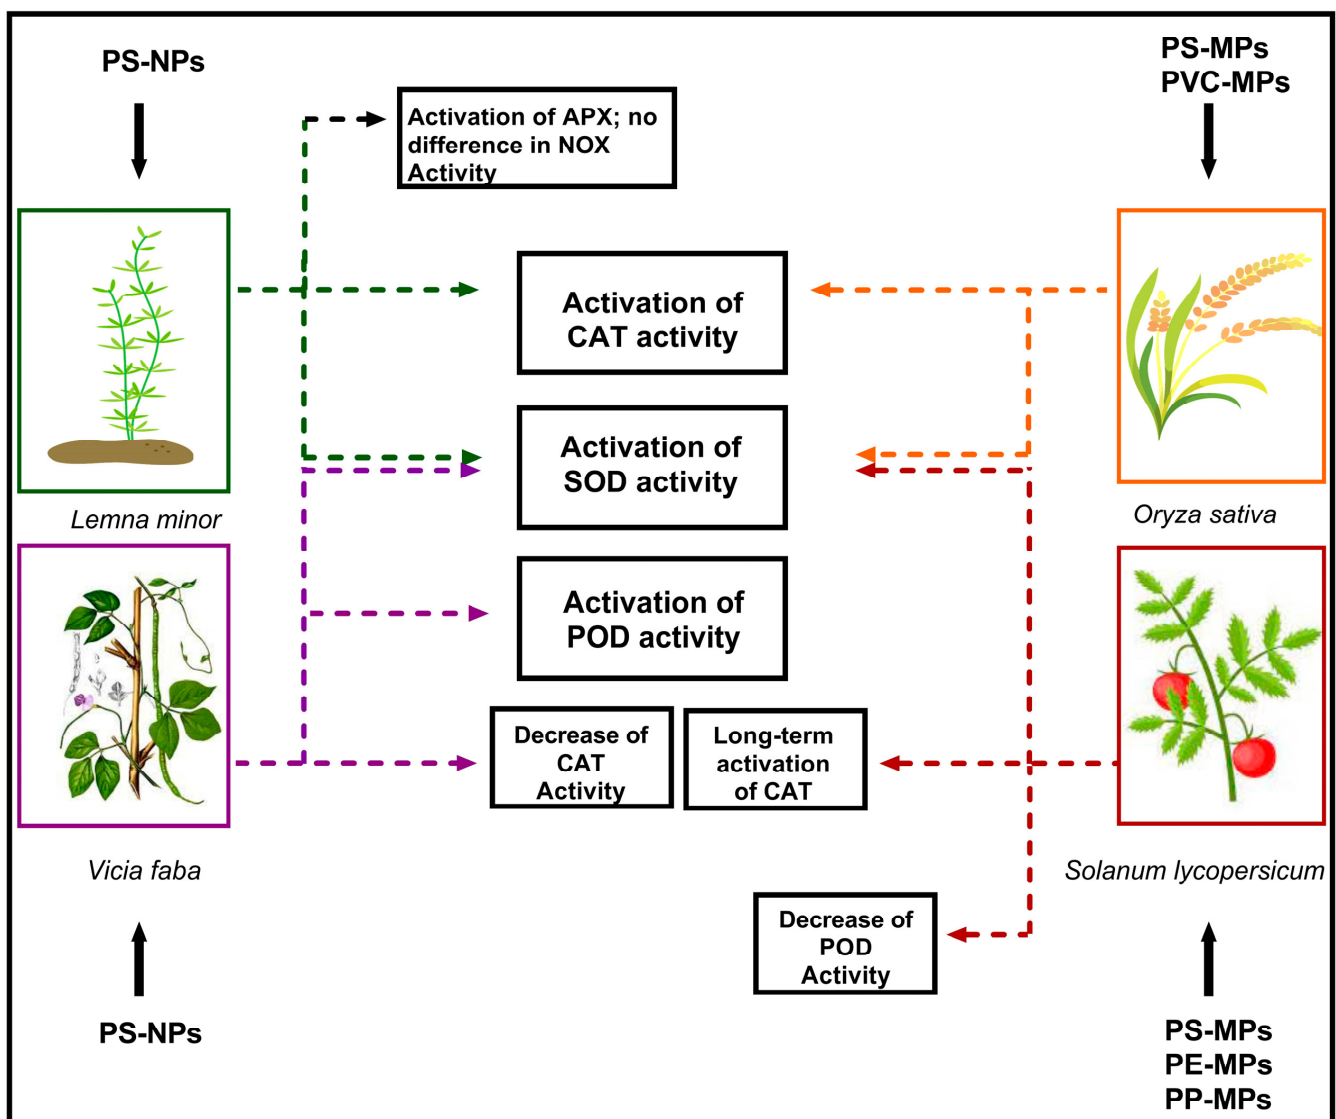 PS-NPs
PS-MPs
PVC-MPs
Activation of APX; no
difference in NOX
Activity
Activation of
CAT activity
Activation of
SOD activity
Lemna minor
Oryza sativa
Activation of
POD activity
Decrease of
CAT
Activity
Long-term
activation
of CAT
Vicia faba
Solanum lycopersicum
Decrease of
POD
Activity
PS-NPs
PS-MPs
PE-MPs
PP-MPs